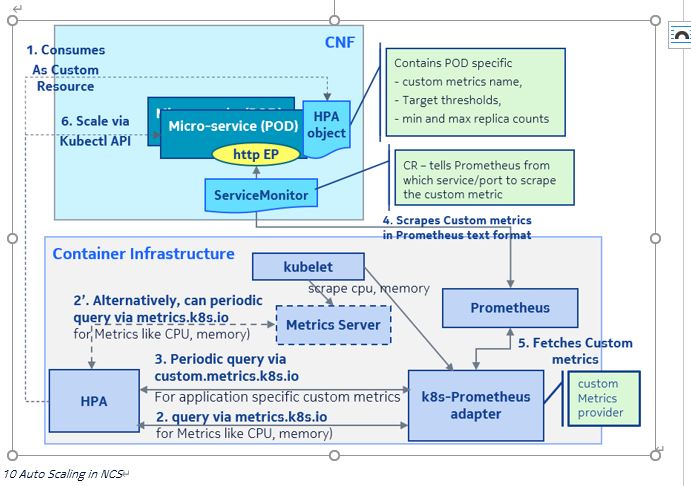 CNF
1. Consumes
As Custom
Resource
6. Scale via
Kubectl API
Micro-service (POD)
HPA
object
http EP
ServiceMonitor
Contains POD specific
- custom metrics name,
- Target thresholds,
- min and max replica counts
CR – tells Prometheus from
which service/port to scrape
the custom metric
4. Scrapes Custom metrics
in Prometheus text format
Container Infrastructure
kubelet
scrape cpu, memory
2’. Alternatively, can periodic
query via metrics.k8s.io
for Metrics like CPU, memory)
Metrics Server
Prometheus
5. Fetches Custom
metrics
3. Periodic query via
custom.metrics.k8s.io
For application specific custom metrics
HPA
k8s-Prometheus
adapter
custom
Metrics
provider
2. query via metrics.k8s.io
for Metrics like CPU, memory)
10 Auto Scaling in NCS